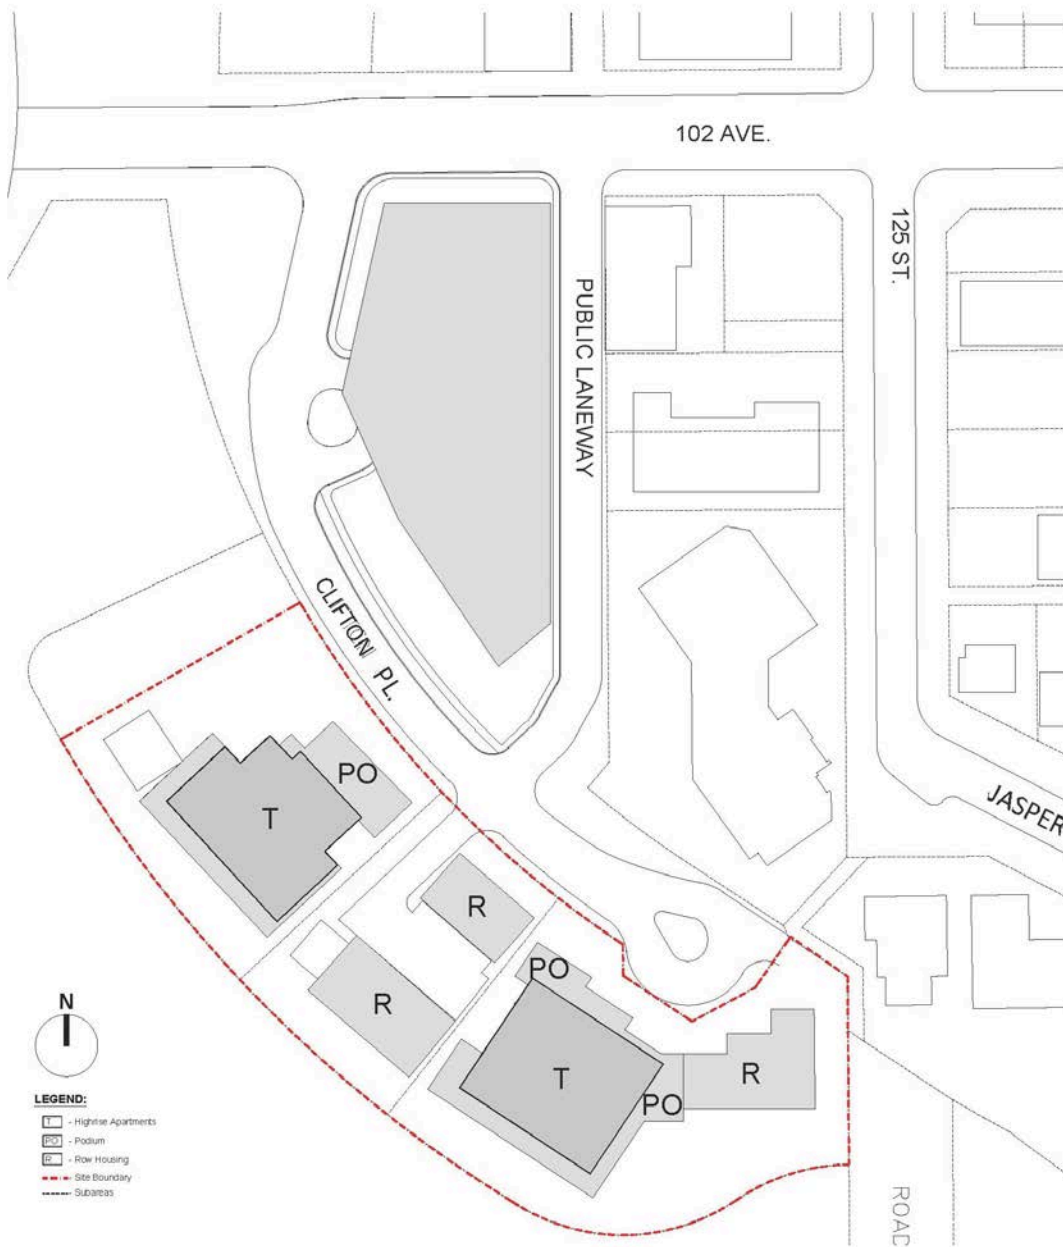 102 AVE.
125 ST.
PUBLIC LANEWAY
CLIFTON PL.
JASPER
PO
T
R
PO
R
T
R
PO
ROAD
N
LEGEND:
T - Highrise Apartments
PO - Podium
R - Row Housing
- Site Boundary
- Subareas